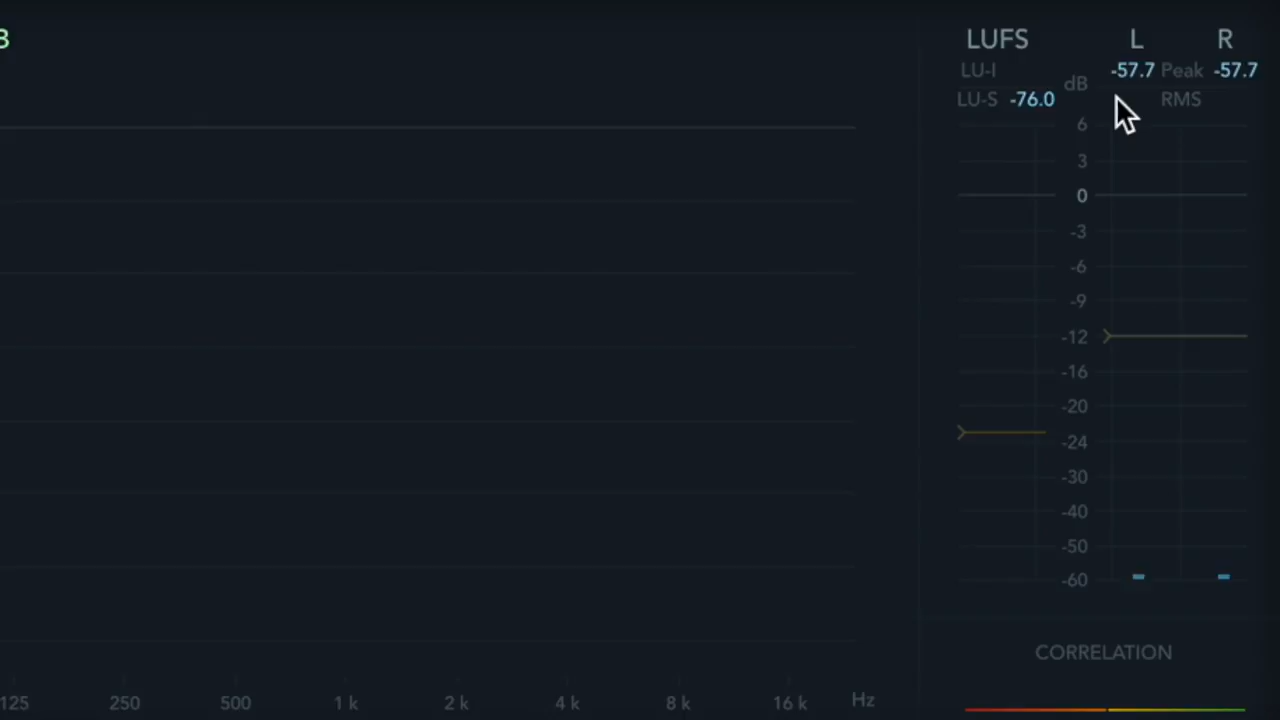 LUFS L R
LU-I -57.7 Peak -57.7
dB
LU-S -76.0 RMS
6
3
0
-3
-6
-9
-12
-16
-20
-24
-30
-40
-50
-60
CORRELATION
125 250 500 1 k 2 k 4 k 8 k 16 k Hz